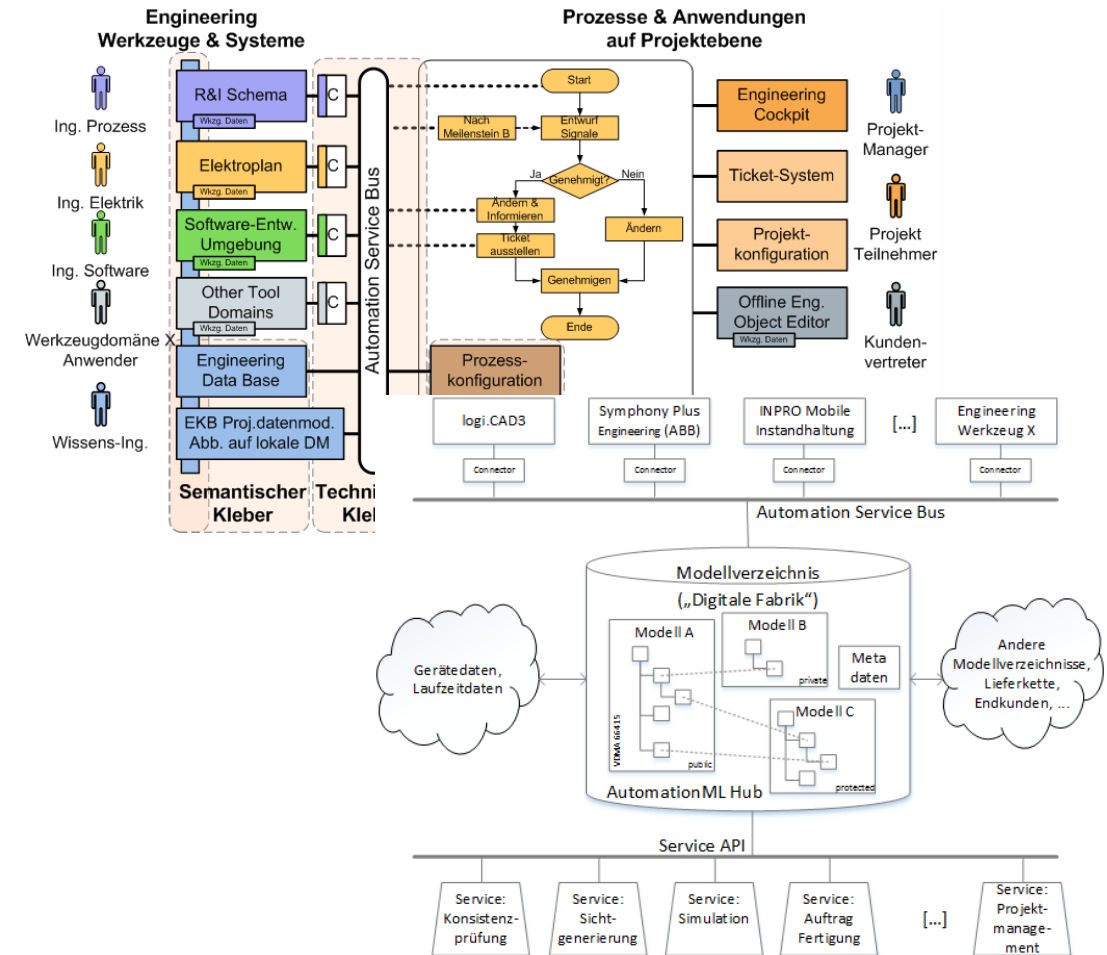 Engineering
Werkzeuge & Systeme
Prozesse & Anwendungen
auf Projektebene
Ing. Prozess
Ing. Elektrik
Ing. Software
Werkzeugdomäne X
Anwender
Wissens-Ing.
R&I Schema
Wkzg. Daten
C
Elektroplan
Wkzg. Daten
C
Software-Entw.
Umgebung
Wkzg. Daten
C
Other Tool
Domains
Wkzg. Daten
C
Engineering
Data Base
EKB Proj.datenmod.
Abb. auf lokale DM
Semantischer
Kleber
Automation Service Bus
Start
Nach
Meilenstein B
Entwurf
Signale
Genehmigt?
Ja
Nein
Ändern &
Informieren
Ticket
ausstellen
Ändern
Genehmigen
Ende
Prozess-
konfiguration
Engineering
Cockpit
Ticket-System
Projekt-
konfiguration
Offline Eng.
Object Editor
Wkzg. Daten
Projekt-
Manager
Projekt
Teilnehmer
Kunden-
vertreter
Techni
Kle
logi.CAD3
Symphony Plus
Engineering (ABB)
INPRO Mobile
Instandhaltung
[...]
Engineering
Werkzeug X
Connector
Connector
Connector
Connector
Automation Service Bus
Modellverzeichnis
(„Digitale Fabrik“)
Modell A
VDMA 66415
public
Modell B
private
Meta
daten
Modell C
protected
AutomationML Hub
Gerätedaten,
Laufzeitdaten
Andere
Modellverzeichnisse,
Lieferkette,
Endkunden, ...
Service API
Service:
Konsistenz-
prüfung
Service:
Sicht-
generierung
Service:
Simulation
Service:
Auftrag
Fertigung
[...]
Service:
Projekt-
manage-
ment